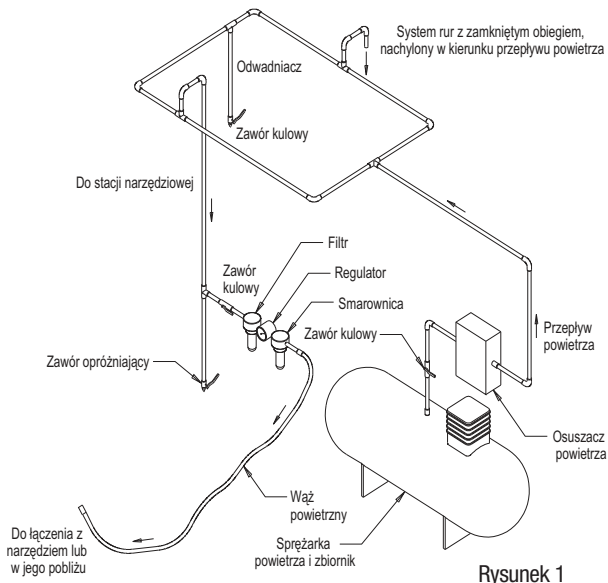 System rur z zamkniętym obiegiem,
nachylony w kierunku przepływu powietrza
Odwadniacz
Zawór kulowy
Do stacji narzędziowej
Filtr
Zawór
kulowy
Regulator
Smarownica
Zawór kulowy
Przepływ
powietrza
Zawór opróżniający
Osuszacz
powietrza
Wąż
powietrzny
Do łączenia z
narzędziem lub
w jego pobliżu
Sprężarka
powietrza i zbiornik
Rysunek 1